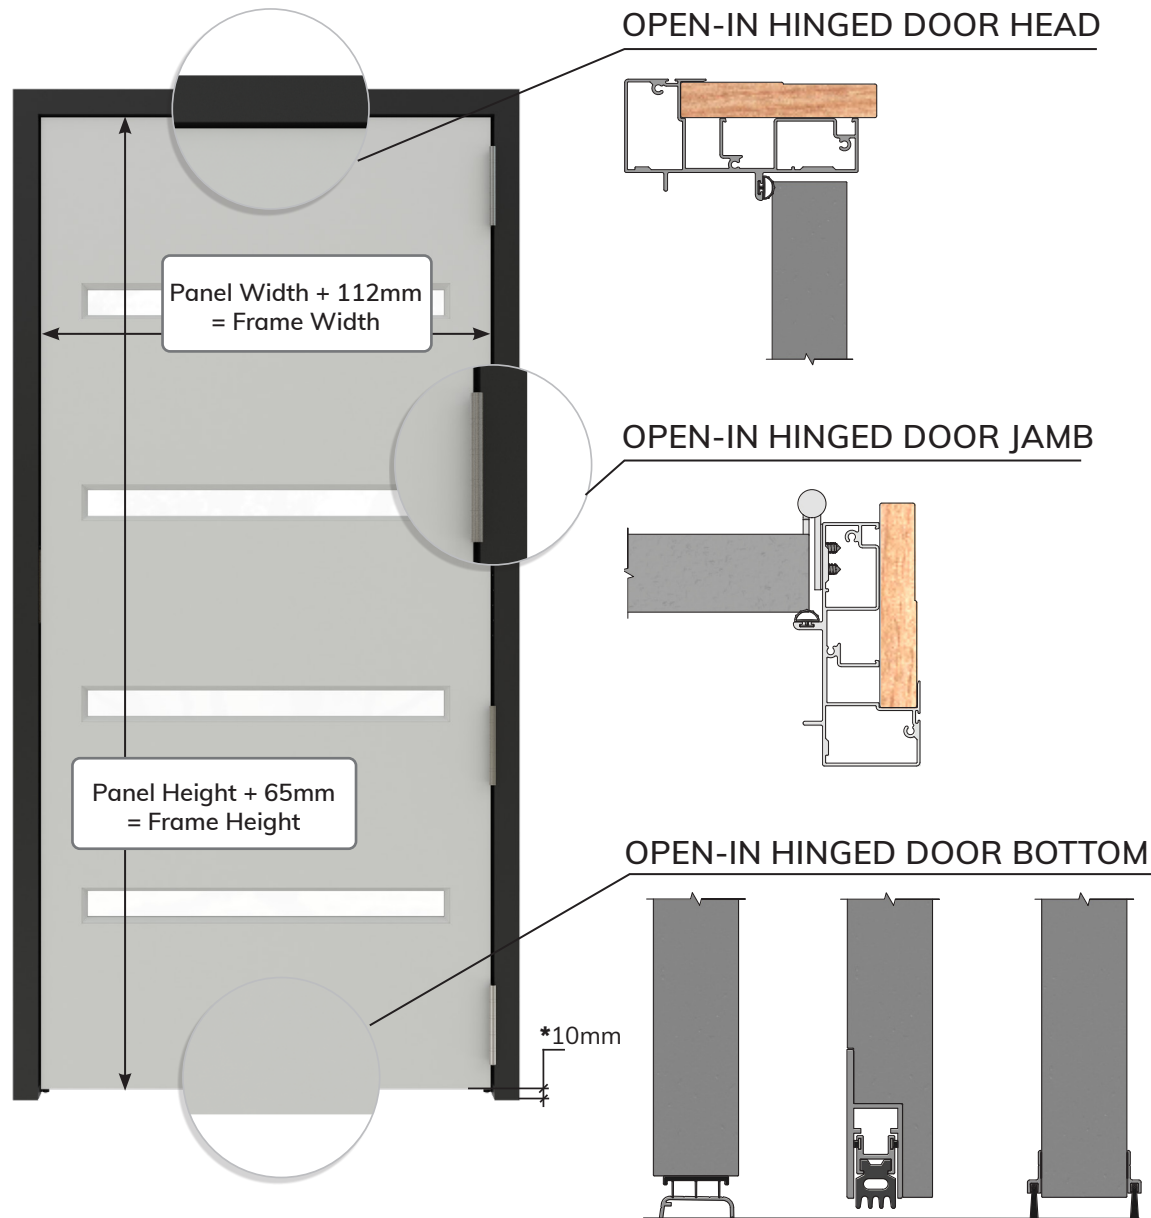 OPEN-IN HINGED DOOR HEAD
Panel Width + 112mm
= Frame Width
OPEN-IN HINGED DOOR JAMB
Panel Height + 65mm
= Frame Height
OPEN-IN HINGED DOOR BOTTOM
*10mm